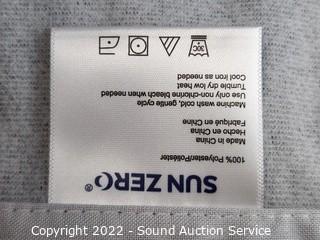 SUN ZERO®
100% Polyester/Poliéster
Made in China
Hecho en China
Fabriqué en Chine
Machine wash, cold, gentle cycle
Use only non-chlorine bleach when needed
Tumble dry low heat
Cool iron as needed
30C
Copyright 2022 - Sound Auction Service